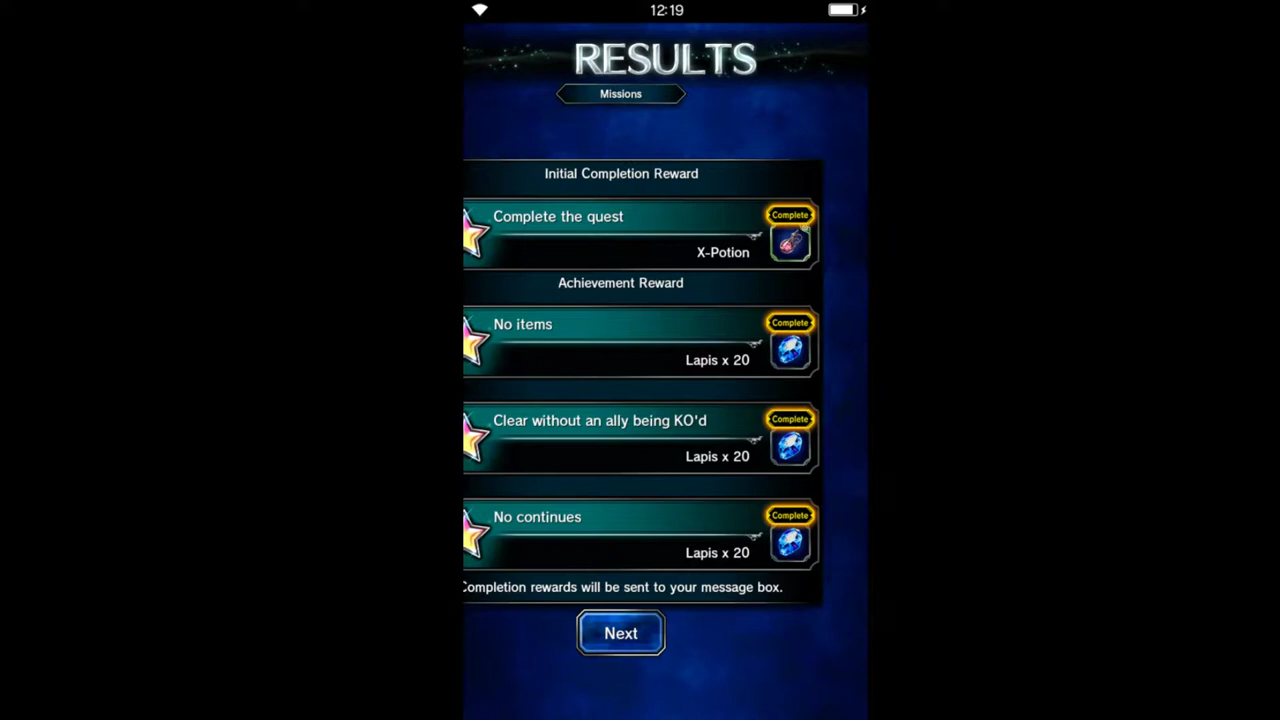 12:19
RESULTS
Missions
Initial Completion Reward
Complete the quest
Complete
X-Potion
Achievement Reward
No items
Complete
Lapis x 20
Clear without an ally being KO'd
Complete
Lapis x 20
No continues
Complete
Lapis x 20
Completion rewards will be sent to your message box.
Next